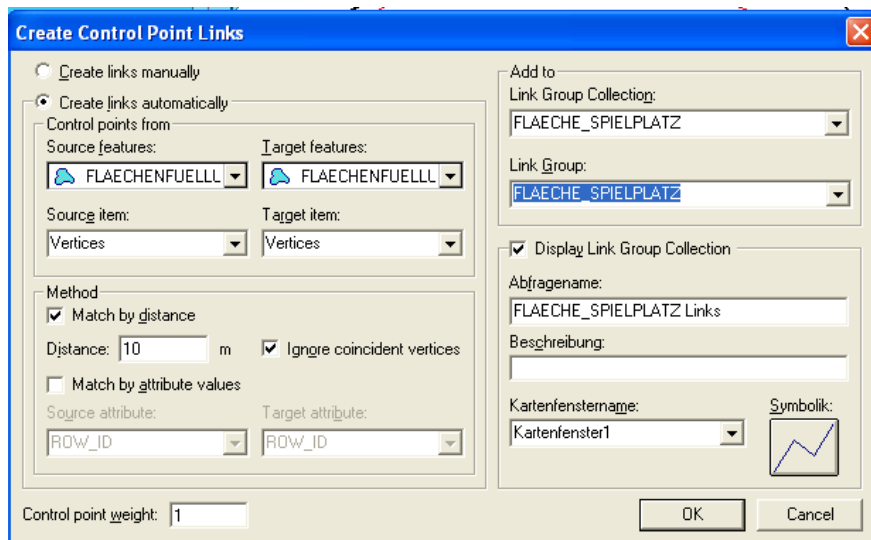 Create Control Point Links
Create links manually
Create links automatically
Control points from
Source features:
Target features:
FLAECHENFUELLL
FLAECHENFUELLL
Source item:
Target item:
Vertices
Vertices
Method
Match by distance
Distance: 10 m
Ignore coincident vertices
Match by attribute values
Source attribute:
Target attribute:
ROW_ID
ROW_ID
Control point weight: 1
Add to
Link Group Collection:
FLAECHE_SPIELPLATZ
Link Group:
FLAECHE_SPIELPLATZ
Display Link Group Collection
Abfragename:
FLAECHE_SPIELPLATZ Links
Beschreibung:
Kartenfenstername:
Symbolik:
Kartenfenster1
OK
Cancel